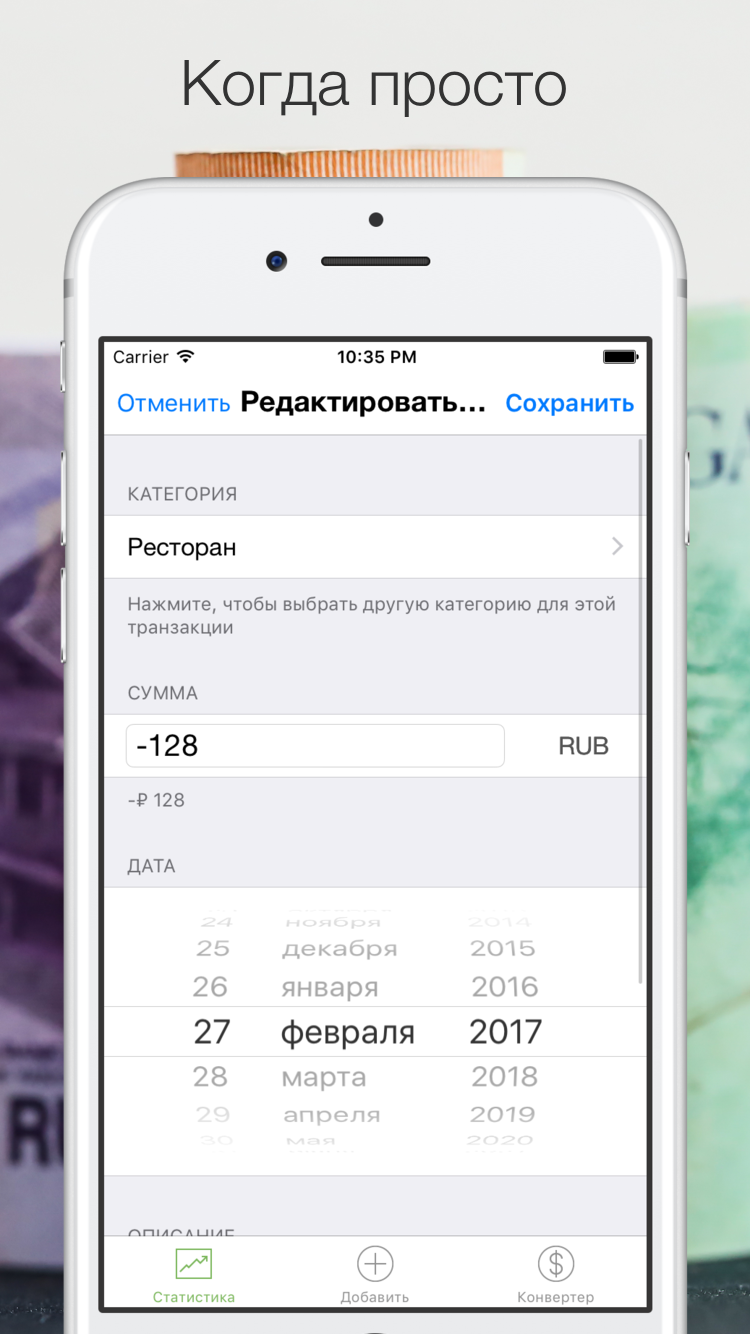 Когда просто
Carrier 10:35 PM
Отменить Редактировать... Сохранить
КАТЕГОРИЯ
Ресторан
Нажмите, чтобы выбрать другую категорию для этой
транзакции
СУММА
-128 RUB
-₽ 128
ДАТА
24 ноября 2014
25 декабря 2015
26 января 2016
27 февраля 2017
28 марта 2018
29 апреля 2019
30 мая 2020
ОПИСАНИЕ
Статистика Добавить Конвертер